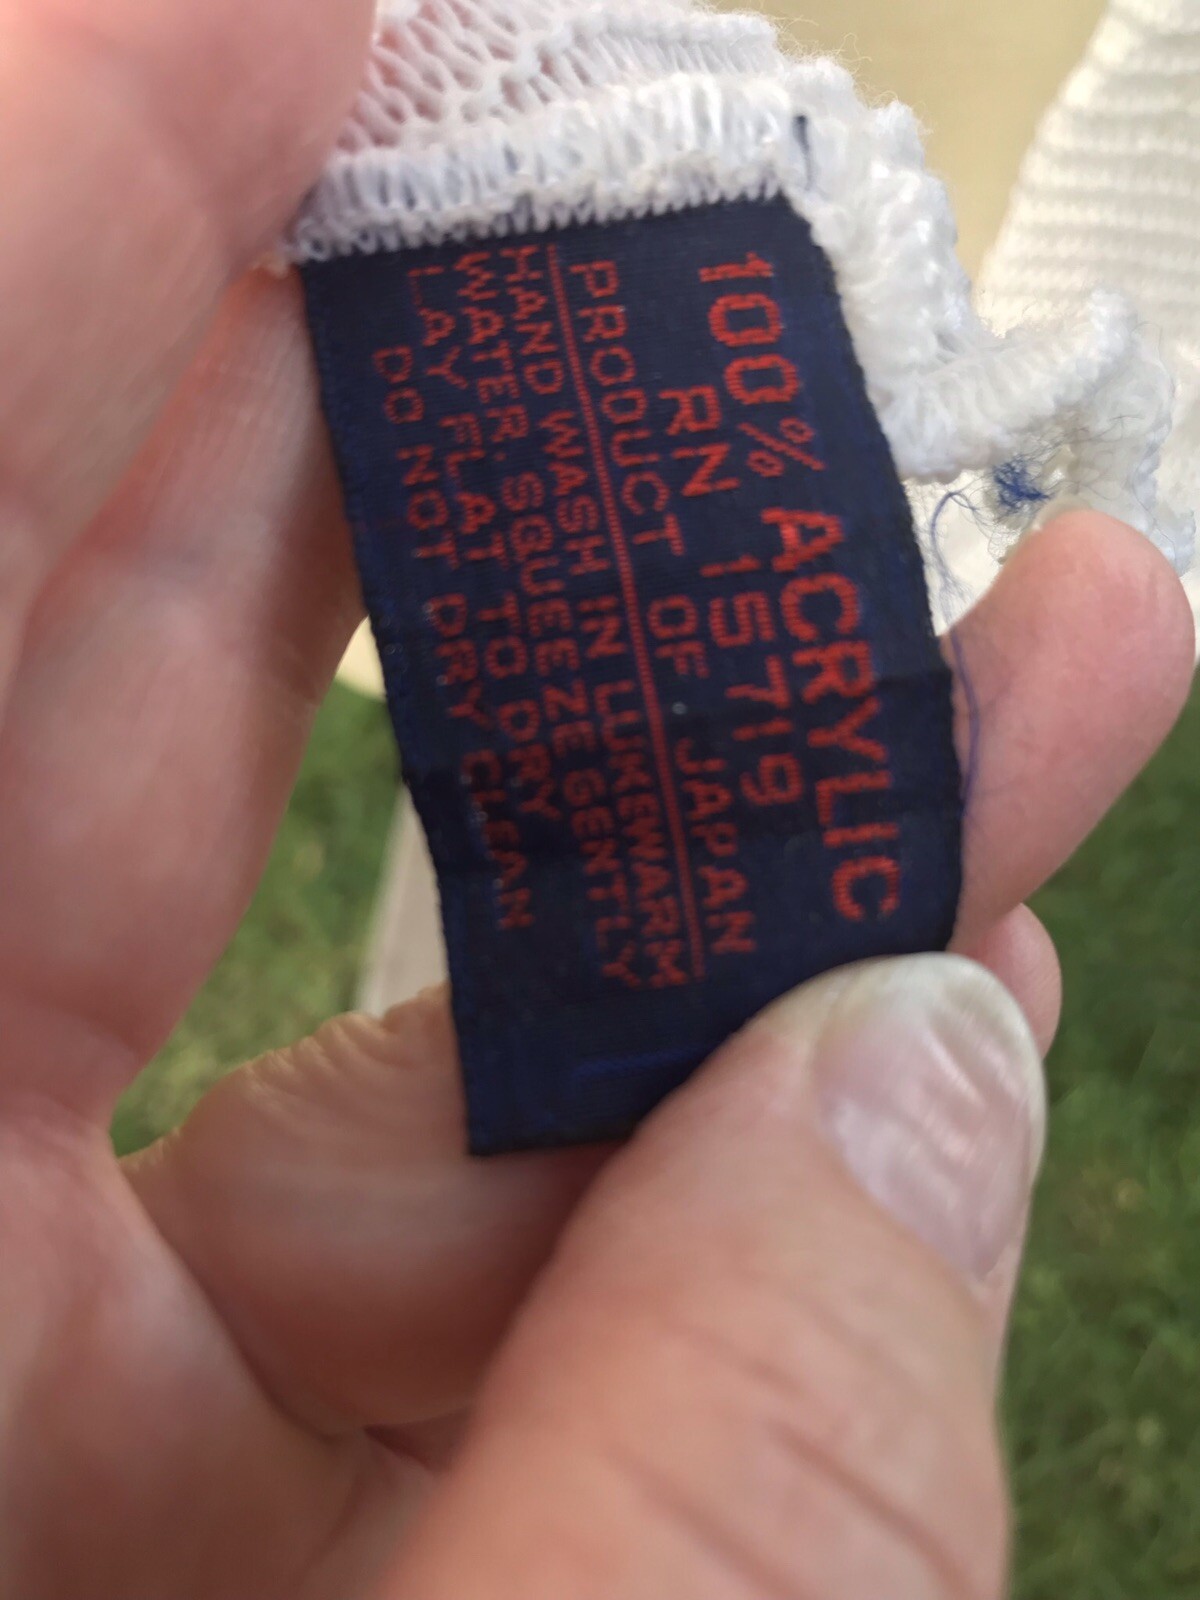 100% ACRYLIC
RN 15719
PRODUCT OF JAPAN
HAND WASH IN LUKEWARM
WATER. SQUEEZE GENTLY
LAY FLAT TO DRY
DO NOT DRY CLEAN